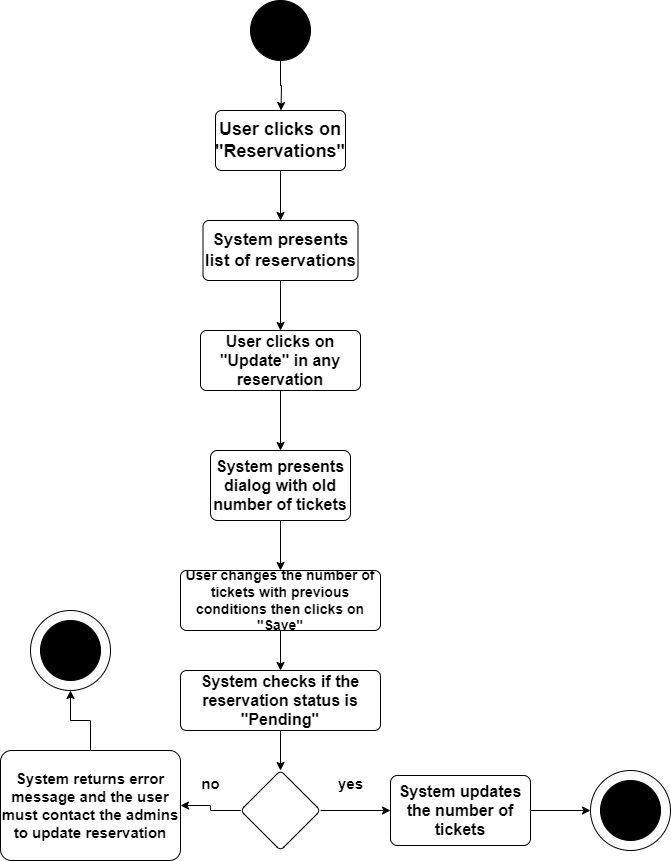 User clicks on
"Reservations"
System presents
list of reservations
User clicks on
"Update" in any
reservation
System presents
dialog with old
number of tickets
User changes the number of
tickets with previous
conditions then clicks on
"Save"
System checks if the
reservation status is
"Pending"
no
yes
System returns error
message and the user
must contact the admins
to update reservation
System updates
the number of
tickets